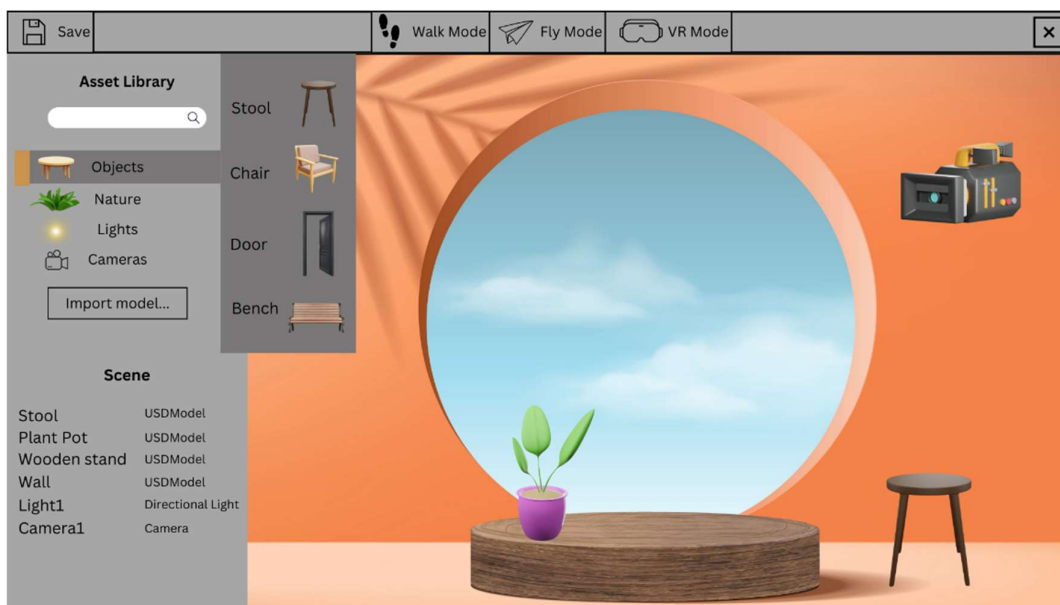 Save
Walk Mode
Fly Mode
VR Mode
Asset Library
Objects
Nature
Lights
Cameras
Import model...
Stool
Chair
Door
Bench
Scene
Stool USDModel
Plant Pot USDModel
Wooden stand USDModel
Wall USDModel
Light1 Directional Light
Camera1 Camera